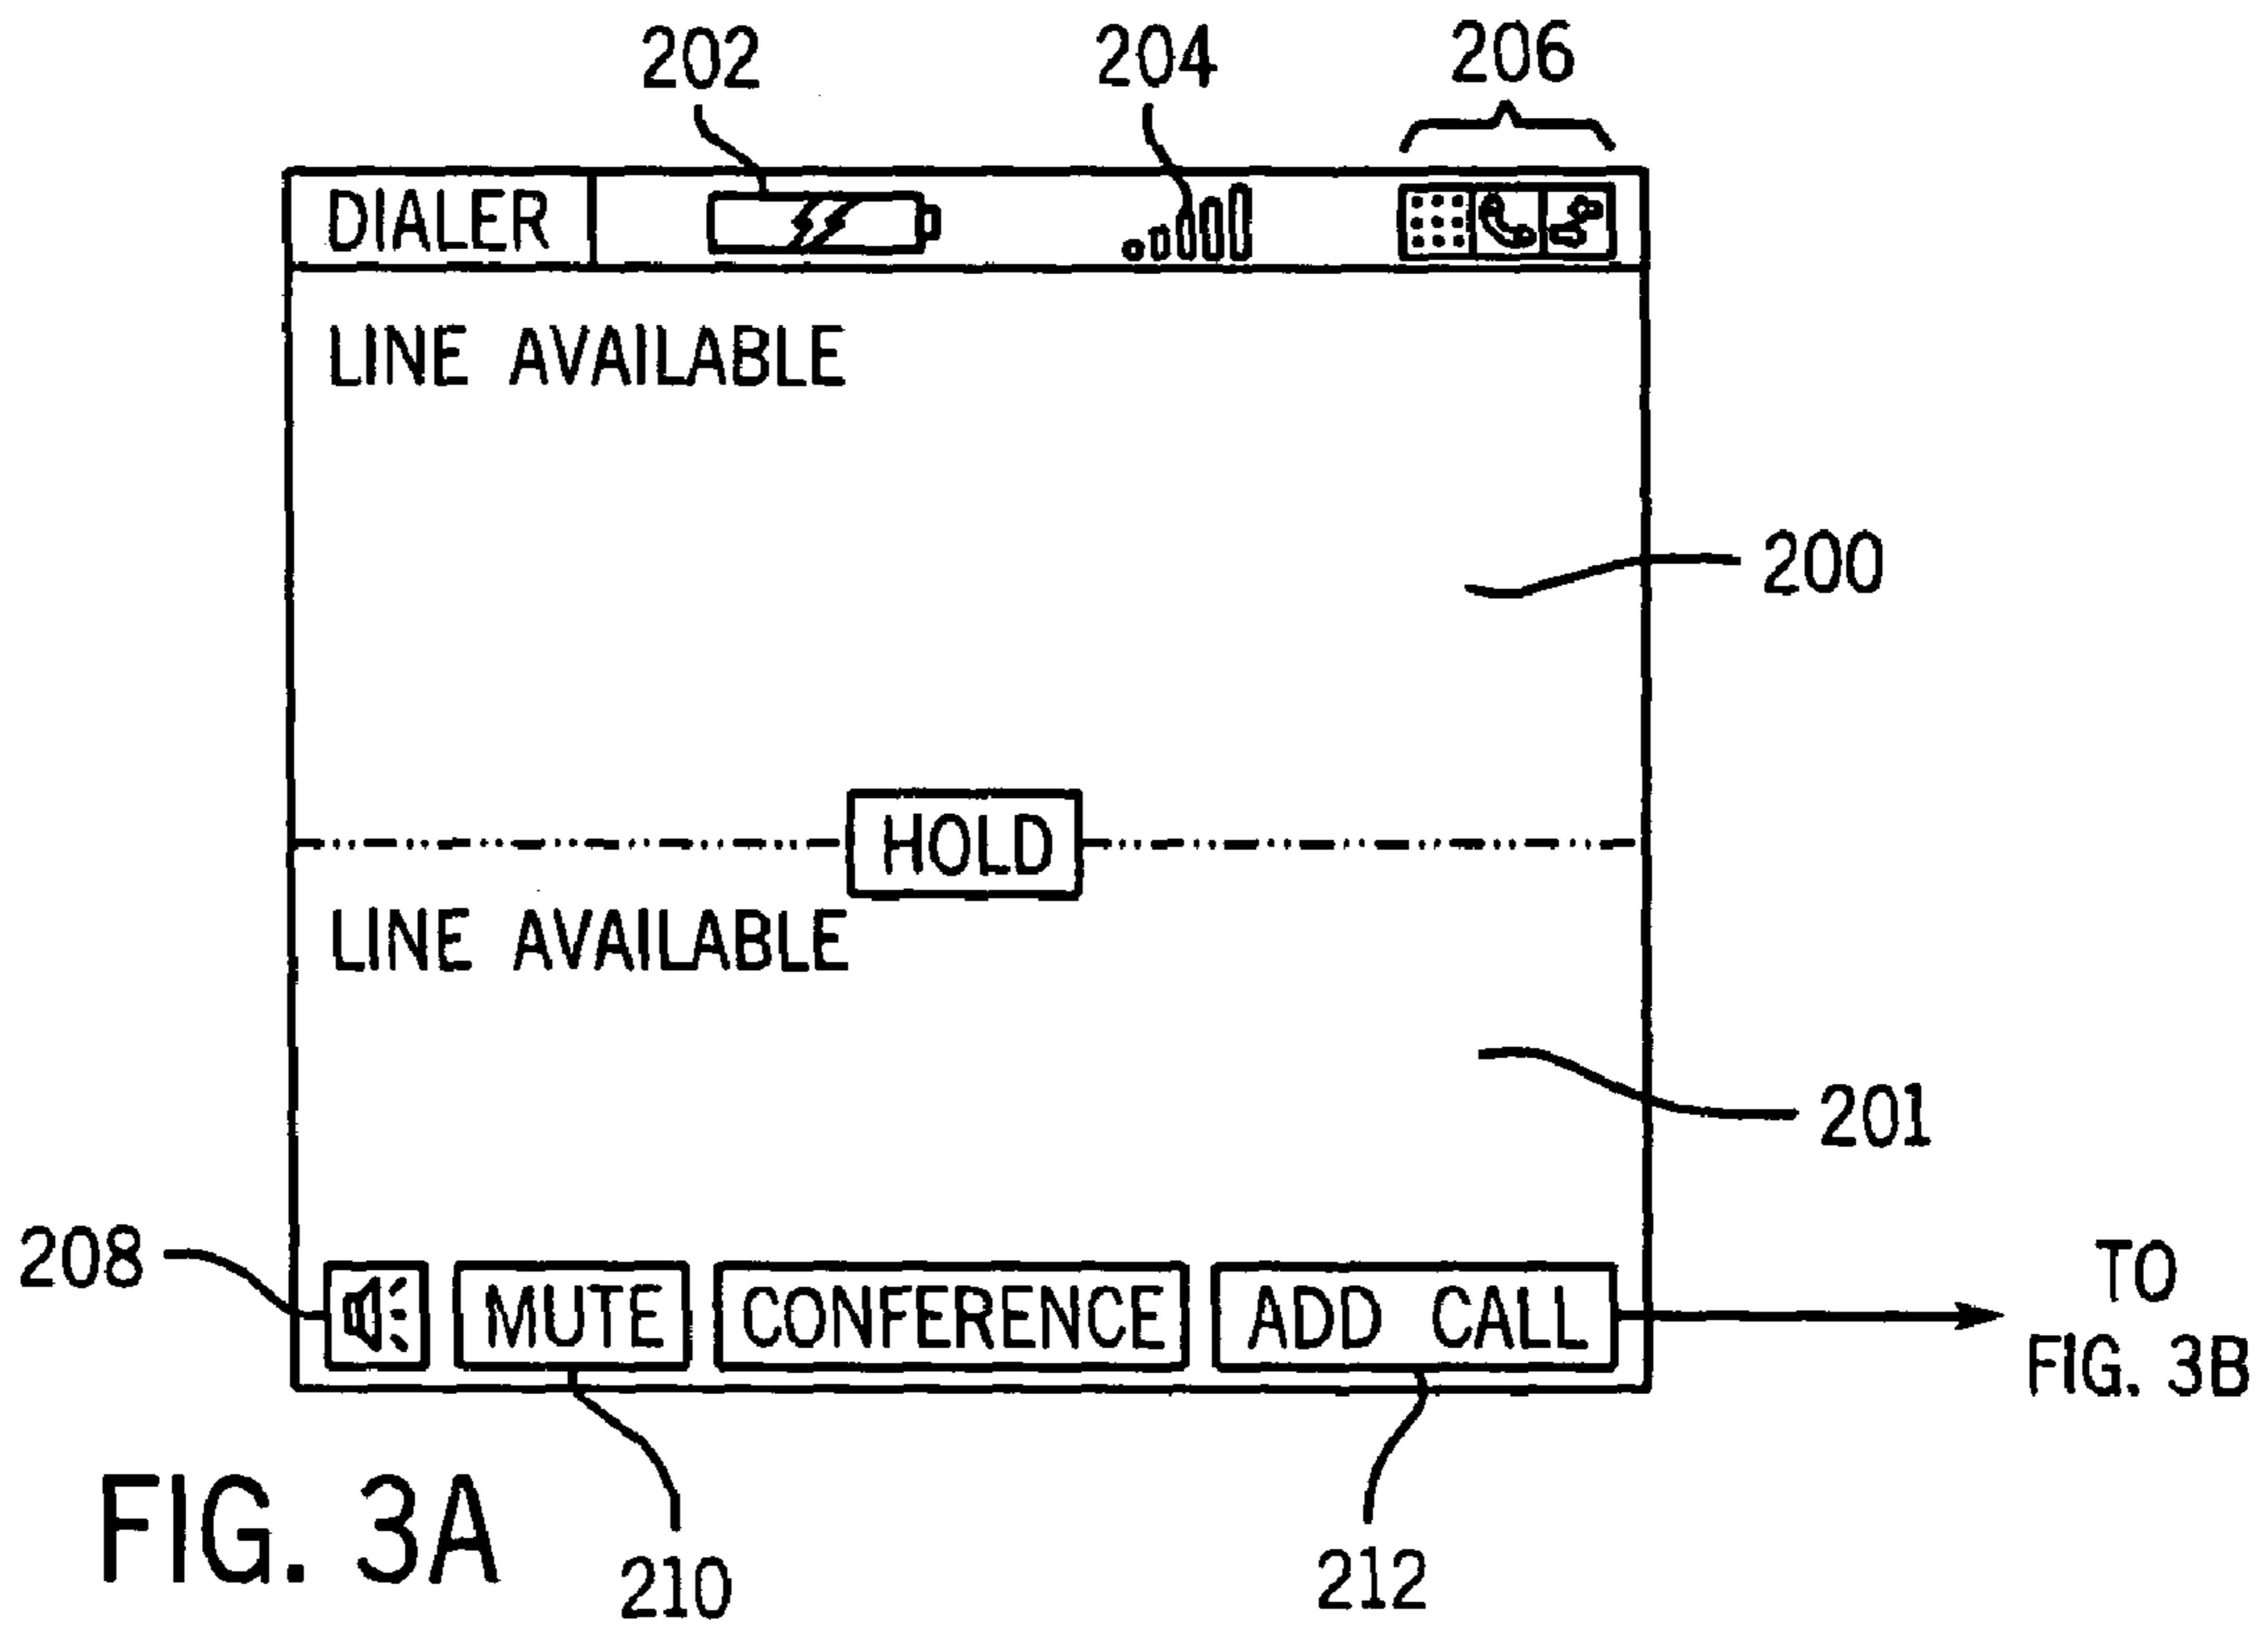 202 204 206
DIALER
LINE AVAILABLE
200
HOLD
LINE AVAILABLE
201
208
MUTE CONFERENCE ADD CALL
TO
FIG. 3B
FIG. 3A
210 212